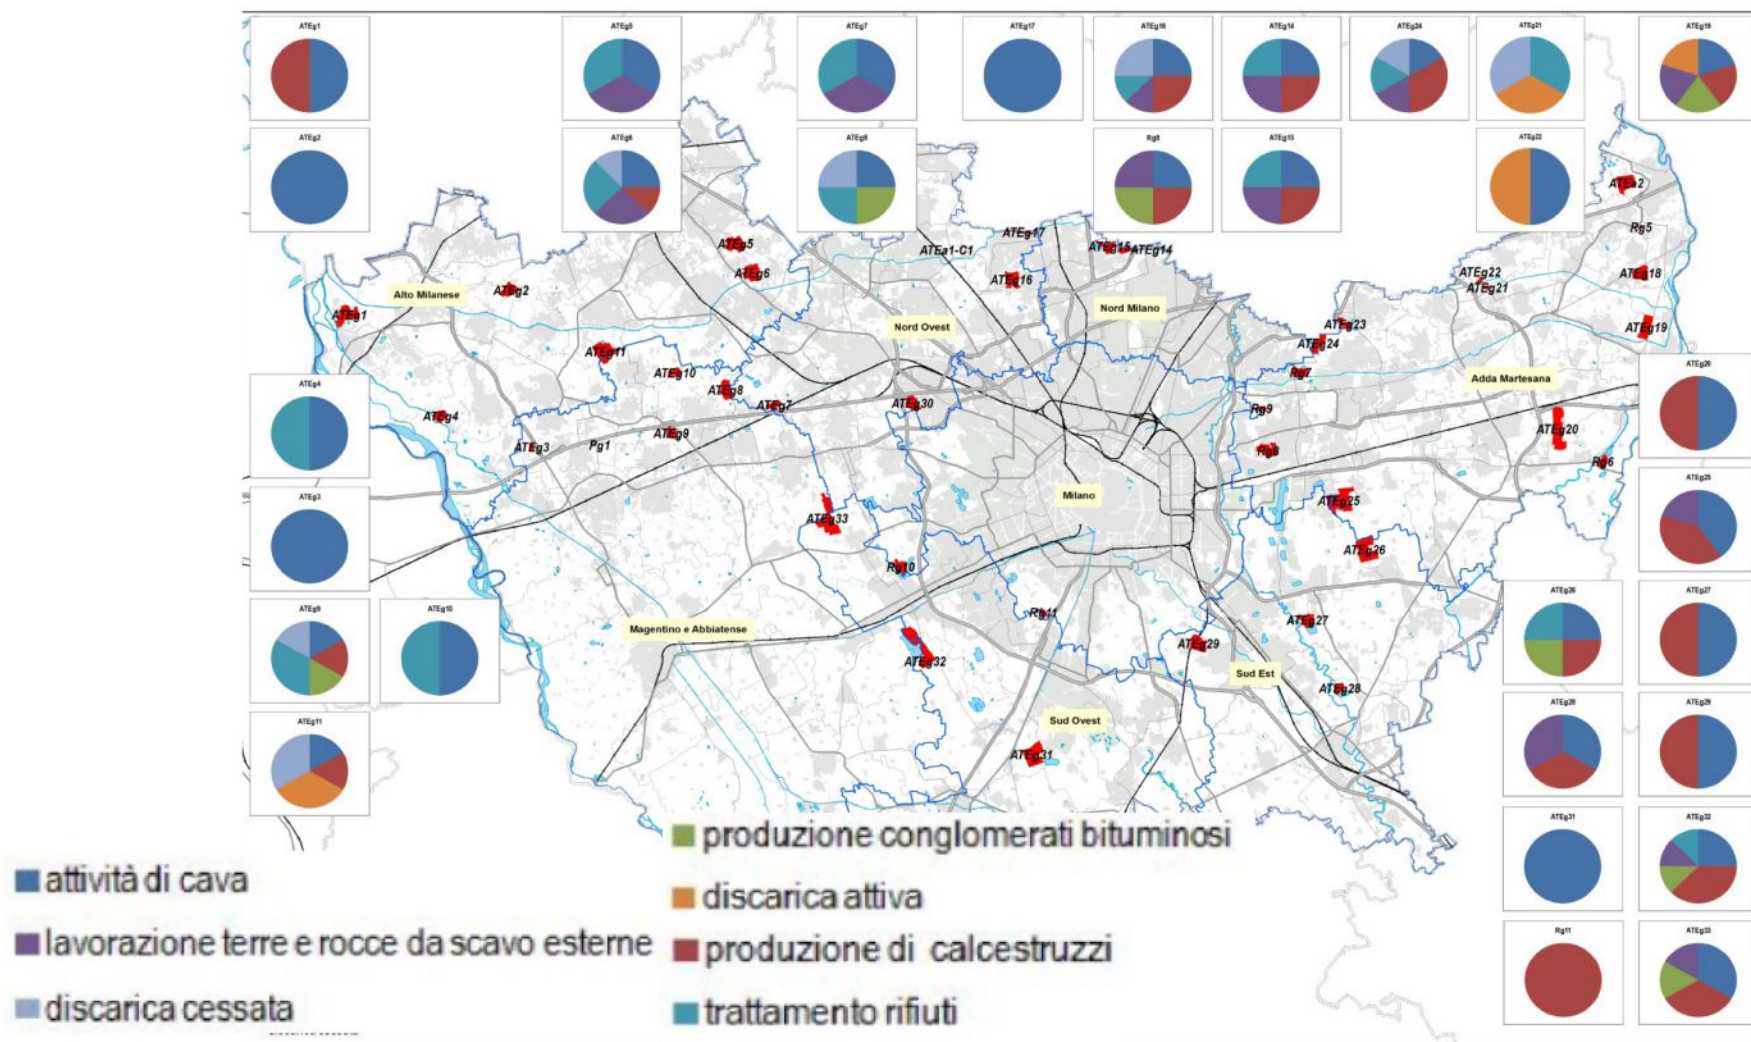 ATEg1
ATEg5
ATEg7
ATEg17
ATEg16
ATEg14
ATEg24
ATEg21
ATEg19
ATEg2
ATEg6
ATEg8
Rg8
ATEg15
ATEg22
ATEa2
Rg5
ATEg17
ATEg5
ATEa1-C1
ATEg15
ATEg14
ATEg6
ATEg16
ATEg22
ATEg21
ATEg18
ATEg2
Alto Milanese
ATEg1
Nord Ovest
Nord Milano
ATEg23
ATEg19
ATEg24
ATEg11
ATEg10
Rg7
ATEg20
Adda Martesana
ATEg4
ATEg8
ATEg7
ATEg30
Rg9
ATEg4
ATEg3
Pg1
ATEg9
Rg8
ATEg20
Rg6
ATEg25
ATEg3
Milano
ATEg25
ATEg33
ATEg26
Rg10
ATEg26
ATEg27
ATEg9
ATEg10
Rg11
ATEg27
Magentino e Abbiatense
ATEg32
ATEg29
Sud Est
ATEg28
ATEg28
ATEg29
ATEg11
Sud Ovest
ATEg31
ATEg31
ATEg32
produzione conglomerati bituminosi
attività di cava
discarica attiva
lavorazione terre e rocce da scavo esterne
produzione di calcestruzzi
Rg11
ATEg33
discarica cessata
trattamento rifiuti